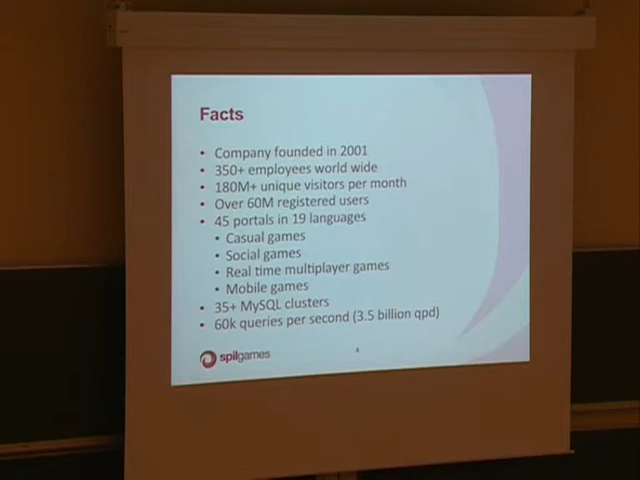 Facts
• Company founded in 2001
• 350+ employees world wide
• 180M+ unique visitors per month
• Over 60M registered users
• 45 portals in 19 languages
• Casual games
• Social games
• Real time multiplayer games
• Mobile games
• 35+ MySQL clusters
• 60k queries per second (3.5 billion qpd)
spilgames
4